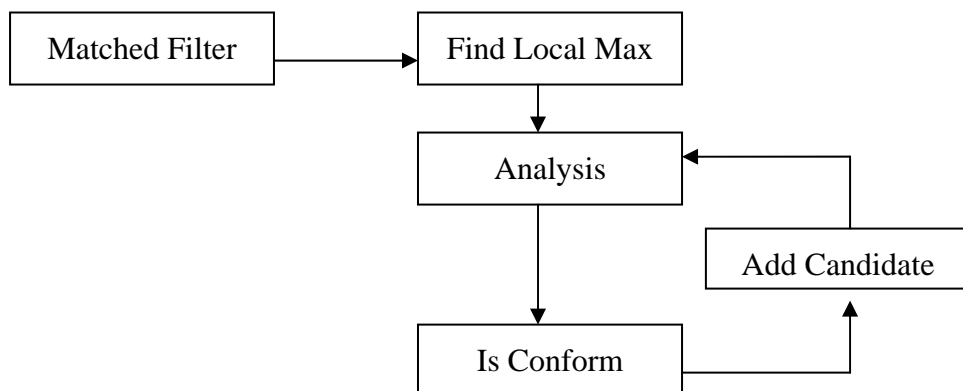 Matched Filter
Find Local Max
Analysis
Add Candidate
Is Conform